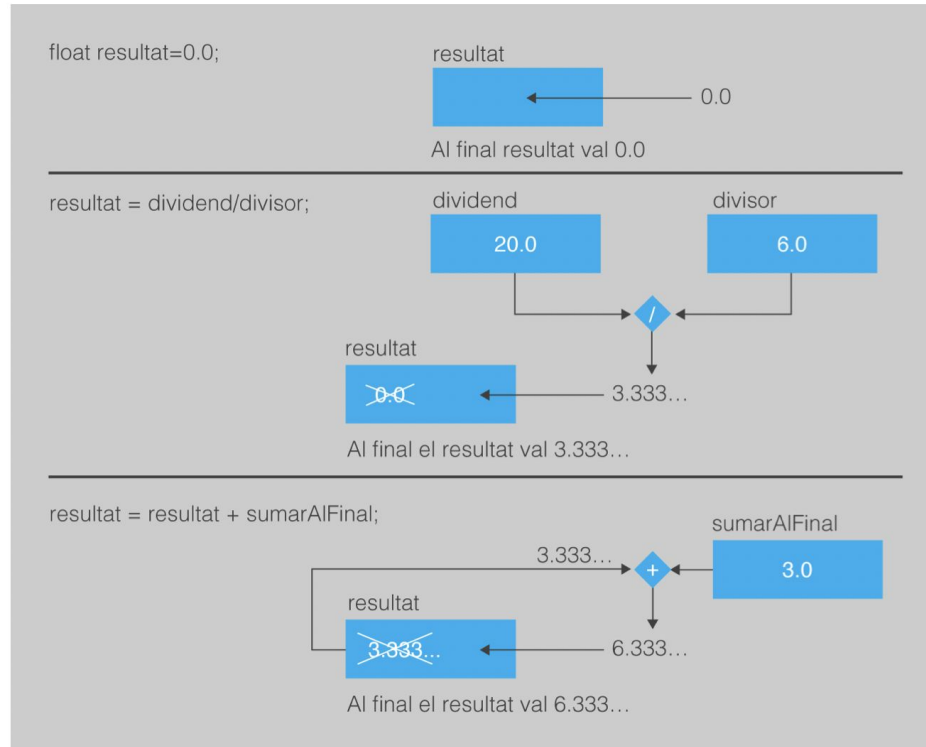 float resultat=0.0;
resultat
0.0
Al final resultat val 0.0
resultat = dividend/divisor;
dividend
divisor
20.0
6.0
/
resultat
0.0
3.333...
Al final el resultat val 3.333...
resultat = resultat + sumarAlFinal;
sumarAlFinal
3.333...
+
3.0
resultat
3.333...
6.333...
Al final el resultat val 6.333...